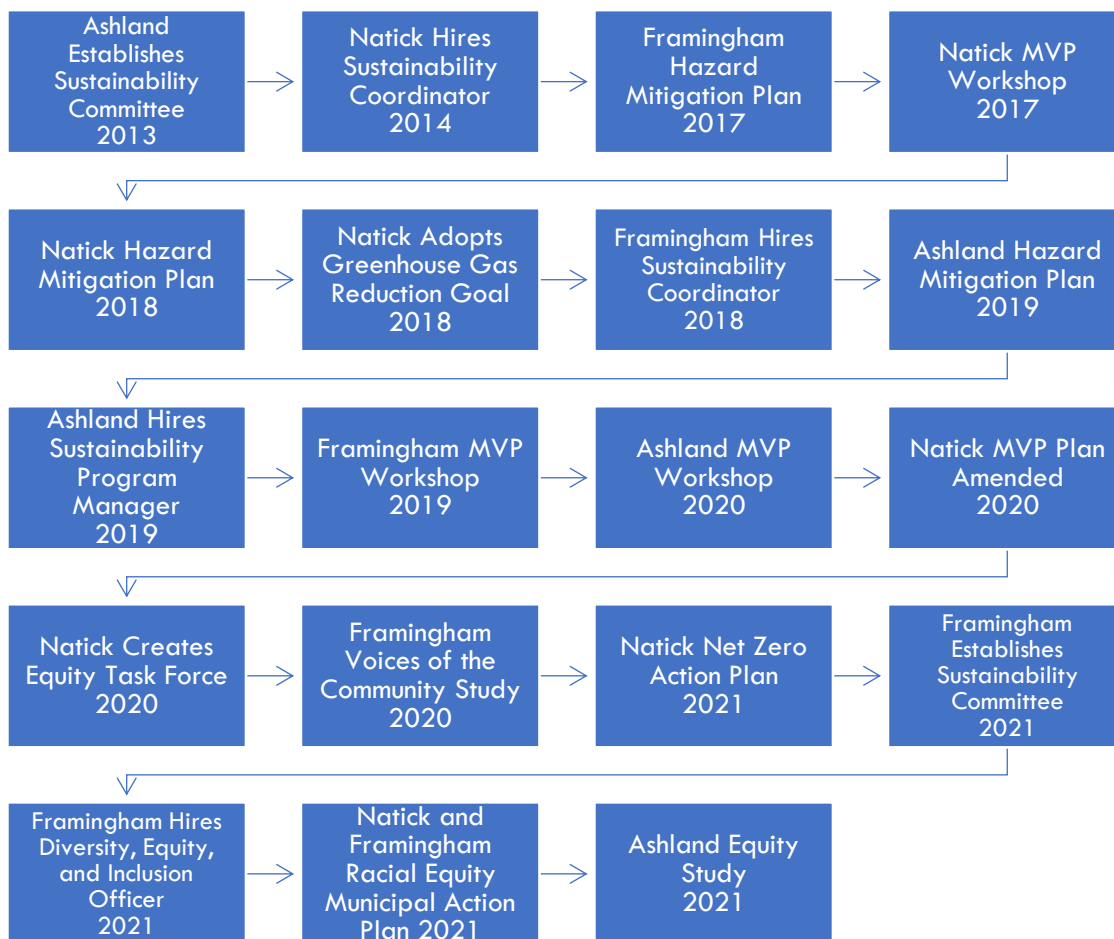 Ashland
Establishes
Sustainability
Committee
2013
Natick Hires
Sustainability
Coordinator
2014
Framingham
Hazard
Mitigation Plan
2017
Natick MVP
Workshop
2017
Natick Hazard
Mitigation Plan
2018
Natick Adopts
Greenhouse Gas
Reduction Goal
2018
Framingham Hires
Sustainability
Coordinator
2018
Ashland Hazard
Mitigation Plan
2019
Ashland Hires
Sustainability
Program
Manager
2019
Framingham MVP
Workshop
2019
Ashland MVP
Workshop
2020
Natick MVP Plan
Amended
2020
Natick Creates
Equity Task Force
2020
Framingham
Voices of the
Community Study
2020
Natick Net Zero
Action Plan
2021
Framingham
Establishes
Sustainability
Committee
2021
Framingham Hires
Diversity, Equity,
and Inclusion
Officer
2021
Natick and
Framingham
Racial Equity
Municipal Action
Plan 2021
Ashland Equity
Study
2021